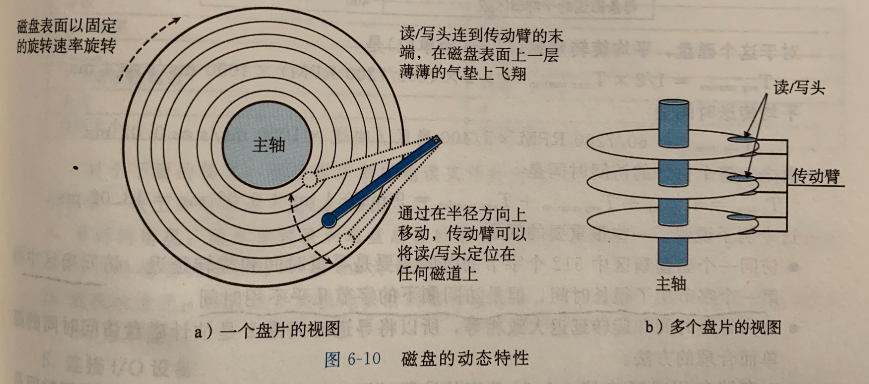 磁盘表面以固定
的旋转速率旋转
读/写头连到传动臂的末
端，在磁盘表面上一层
薄薄的气垫上飞翔
主轴
通过在半径方向上
移动，传动臂可以
将读/写头定位在
任何磁道上
a）一个盘片的视图
读/写头
传动臂
主轴
b）多个盘片的视图
图 6-10 磁盘的动态特性